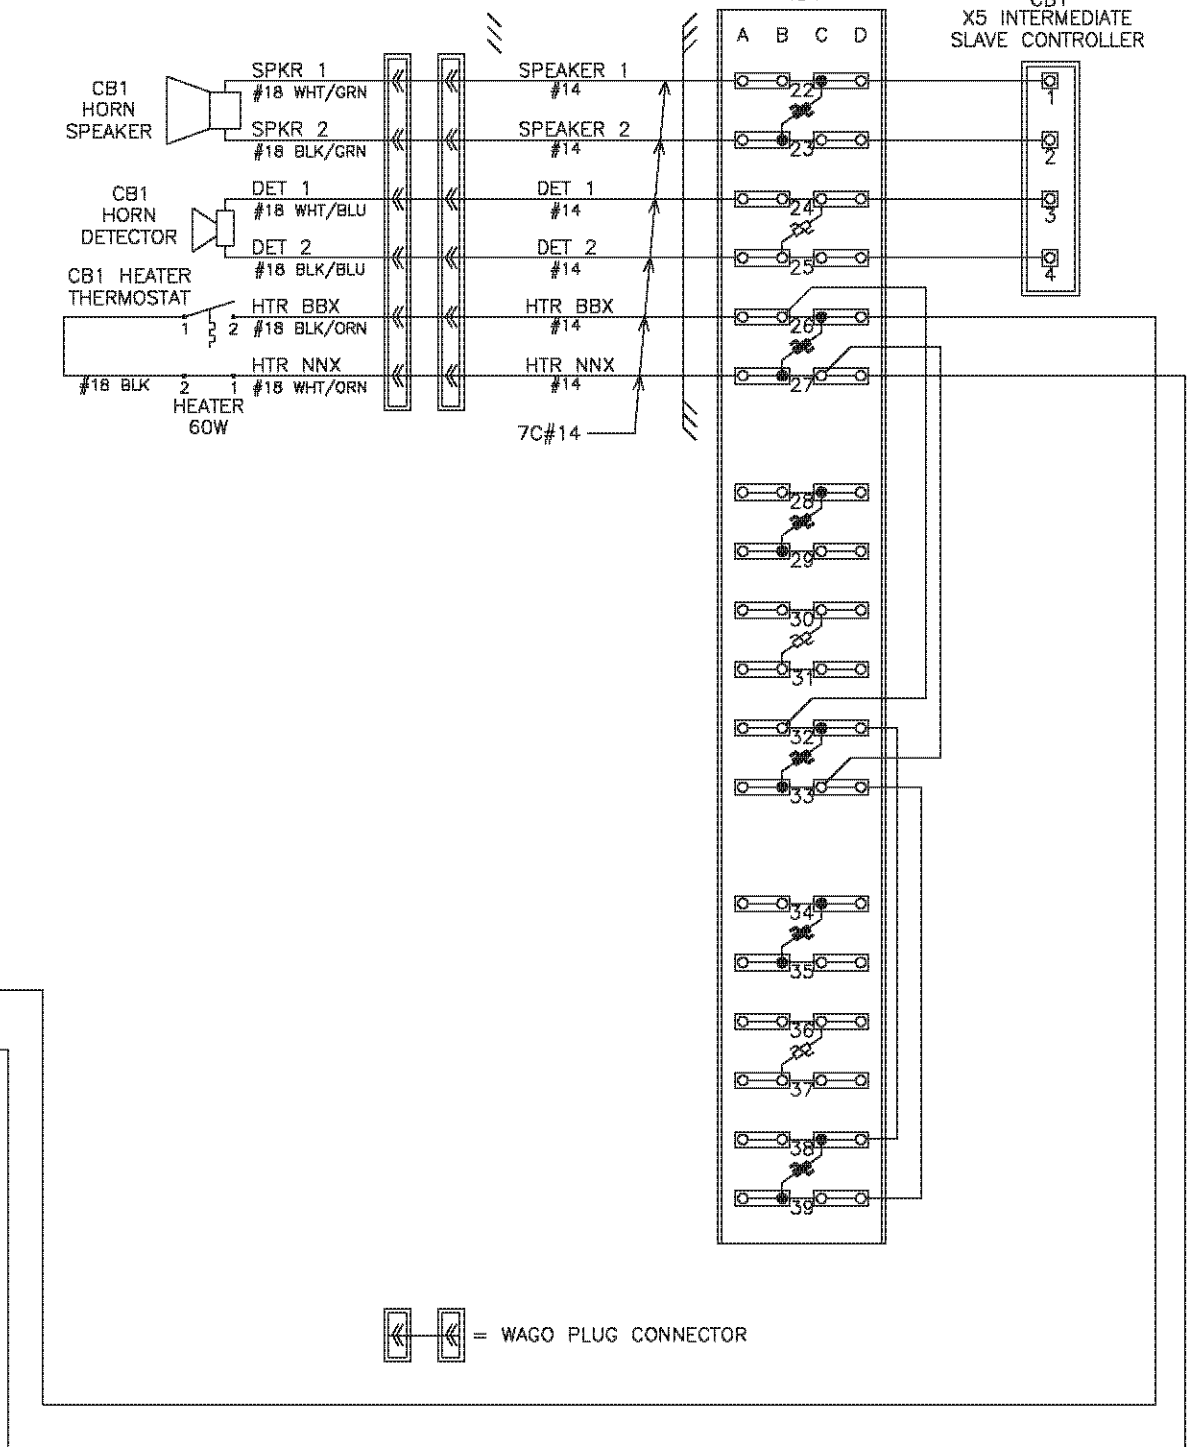 CB1
X5 INTERMEDIATE
SLAVE CONTROLLER
A B C D
CB1
HORN
SPEAKER
SPKR 1
#18 WHT/GRN
SPEAKER 1
#14
22
1
SPKR 2
#18 BLK/GRN
SPEAKER 2
#14
23
2
CB1
HORN
DETECTOR
DET 1
#18 WHT/BLU
DET 1
#14
24
3
DET 2
#18 BLK/BLU
DET 2
#14
25
4
CB1 HEATER
THERMOSTAT
1 2
HTR BBX
#18 BLK/ORN
HTR BBX
#14
26
#18 BLK
2 1
HEATER
60W
HTR NNX
#18 WHT/ORN
HTR NNX
#14
27
7C#14
28
29
30
31
32
33
34
35
36
37
38
39
= WAGO PLUG CONNECTOR